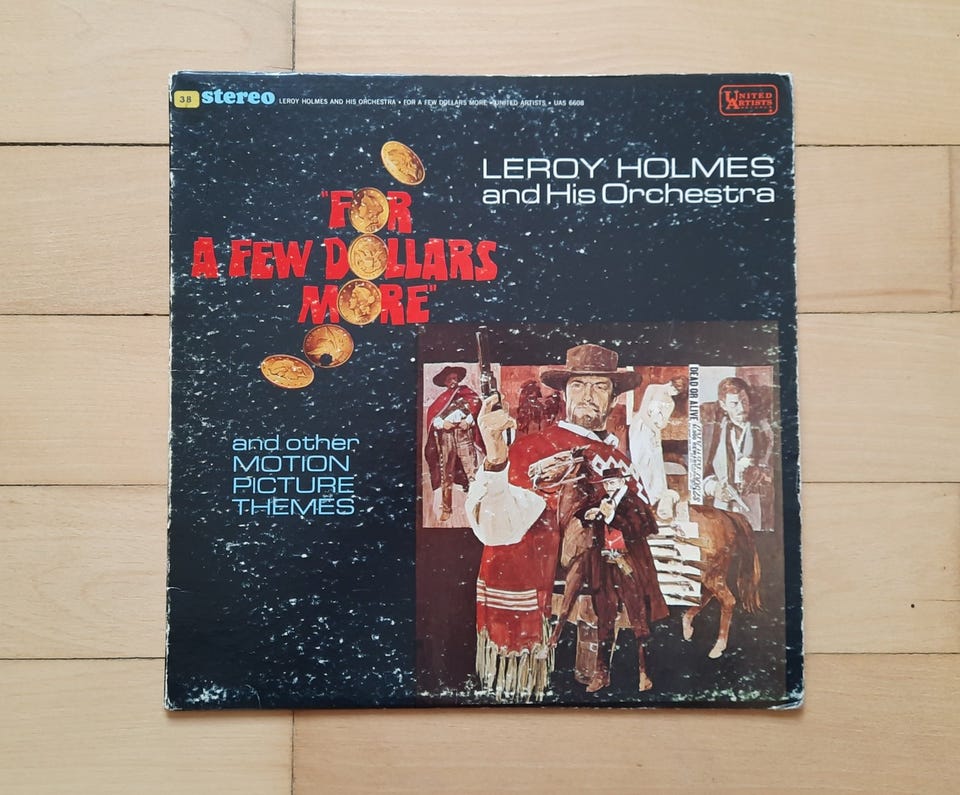 38 stereo LEROY HOLMES AND HIS ORCHESTRA • FOR A FEW DOLLARS MORE • UNITED ARTISTS • UAS 6608
UNITED
ARTISTS
LEROY HOLMES
and His Orchestra
"FOR
A FEW DOLLARS
MORE"
and other
MOTION
PICTURE
THEMES
DEAD OR ALIVE